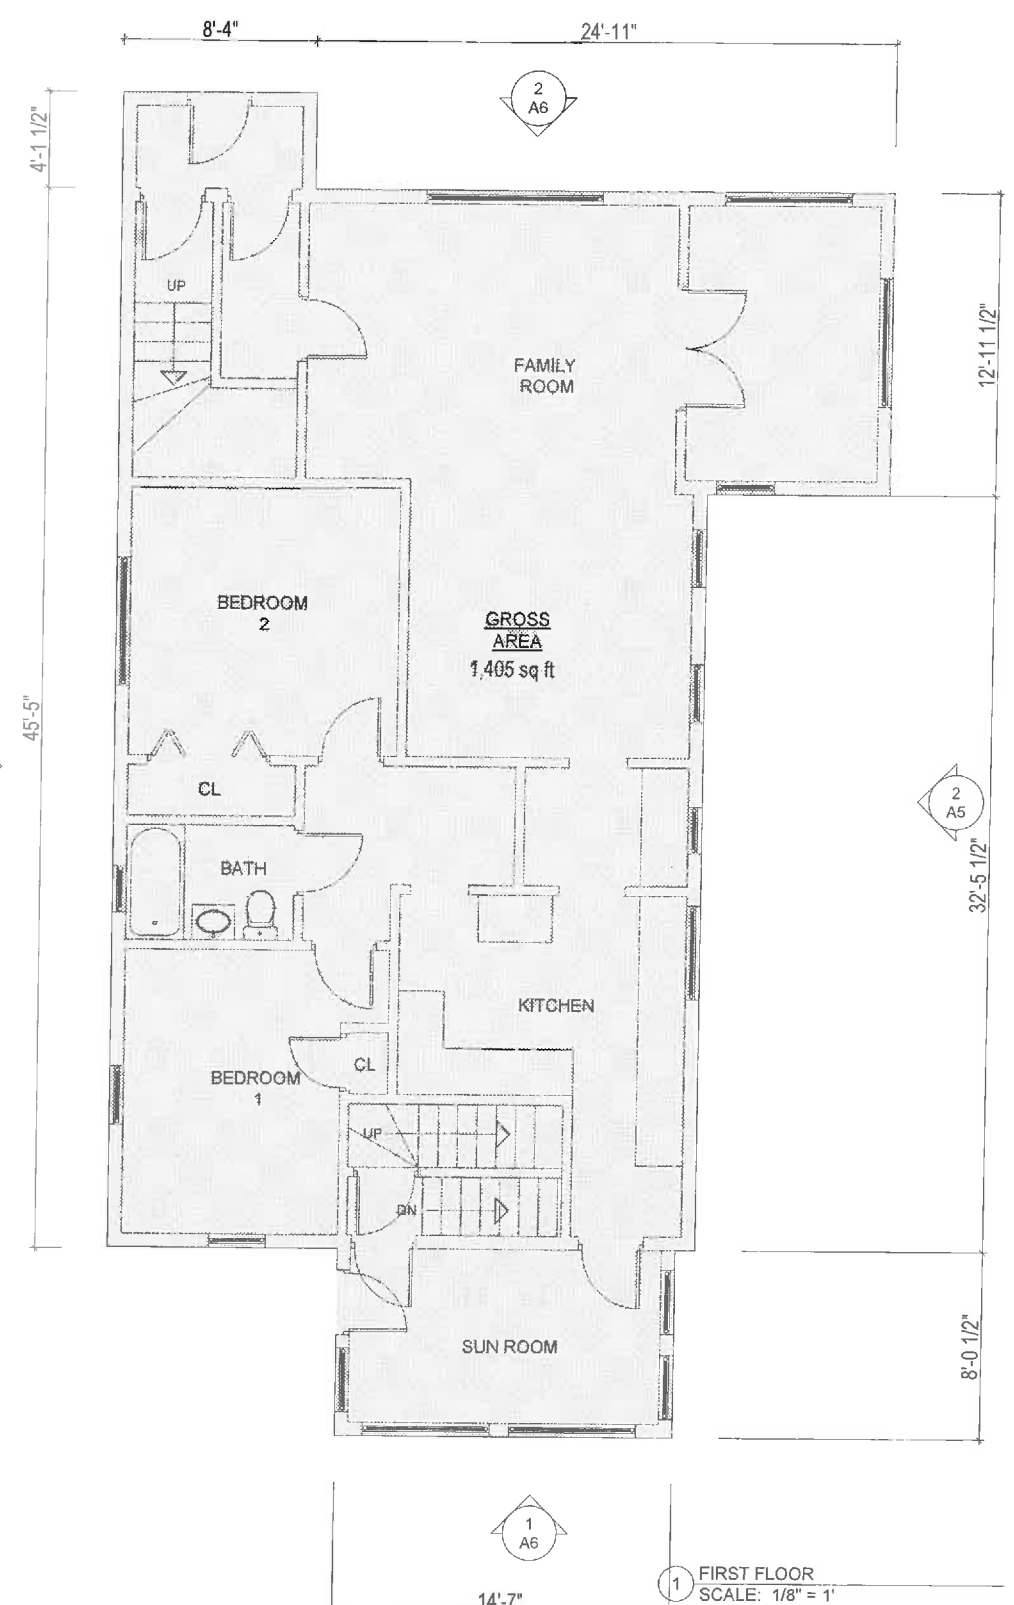 8'-4"
24'-11"
2
A6
4'-1 1/2"
UP
FAMILY
ROOM
12'-11 1/2"
BEDROOM
2
GROSS
AREA
1,405 sq ft
45'-5"
CL
2
A5
BATH
32'-5 1/2"
KITCHEN
CL
BEDROOM
1
UP
DN
SUN ROOM
8'-0 1/2"
1
A6
1
FIRST FLOOR
SCALE: 1/8" = 1'
14'-7"